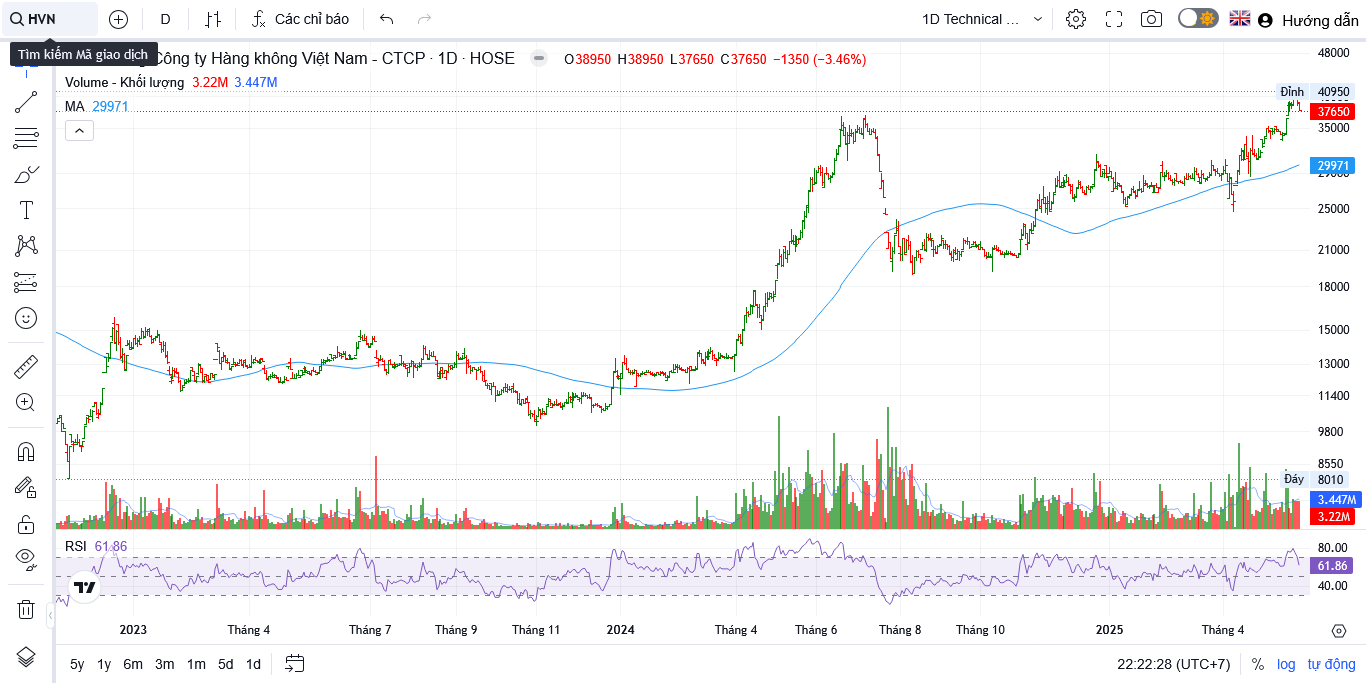 HVN D Các chỉ báo 1D Technical ... Hướng dẫn
Tìm kiếm Mã giao dịch
Công ty Hàng không Việt Nam - CTCP · 1D · HOSE O38950 H38950 L37650 C37650 −1350 (−3.46%)
Volume - Khối lượng 3.22M 3.447M
MA 29971
48000
Đỉnh 40950
37650
35000
29971
29000
25000
21000
18000
15000
13000
11400
9800
8550
Đáy 8010
3.447M
3.22M
RSI 61.86
80.00
61.86
40.00
2023 Tháng 4 Tháng 7 Tháng 9 Tháng 11 2024 Tháng 4 Tháng 6 Tháng 8 Tháng 10 2025 Tháng 4
5y 1y 6m 3m 1m 5d 1d 22:22:28 (UTC+7) % log tự động